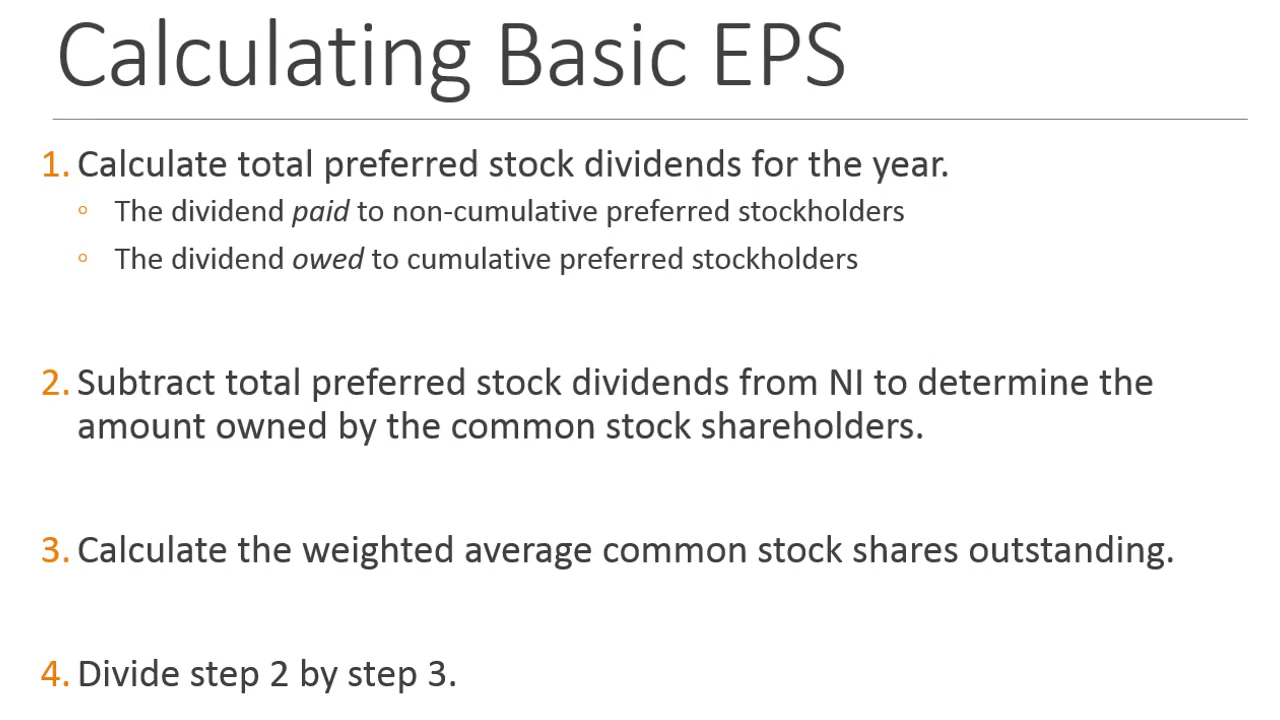 Calculating Basic EPS
1. Calculate total preferred stock dividends for the year.
◦ The dividend paid to non-cumulative preferred stockholders
◦ The dividend owed to cumulative preferred stockholders
2. Subtract total preferred stock dividends from NI to determine the
amount owned by the common stock shareholders.
3. Calculate the weighted average common stock shares outstanding.
4. Divide step 2 by step 3.